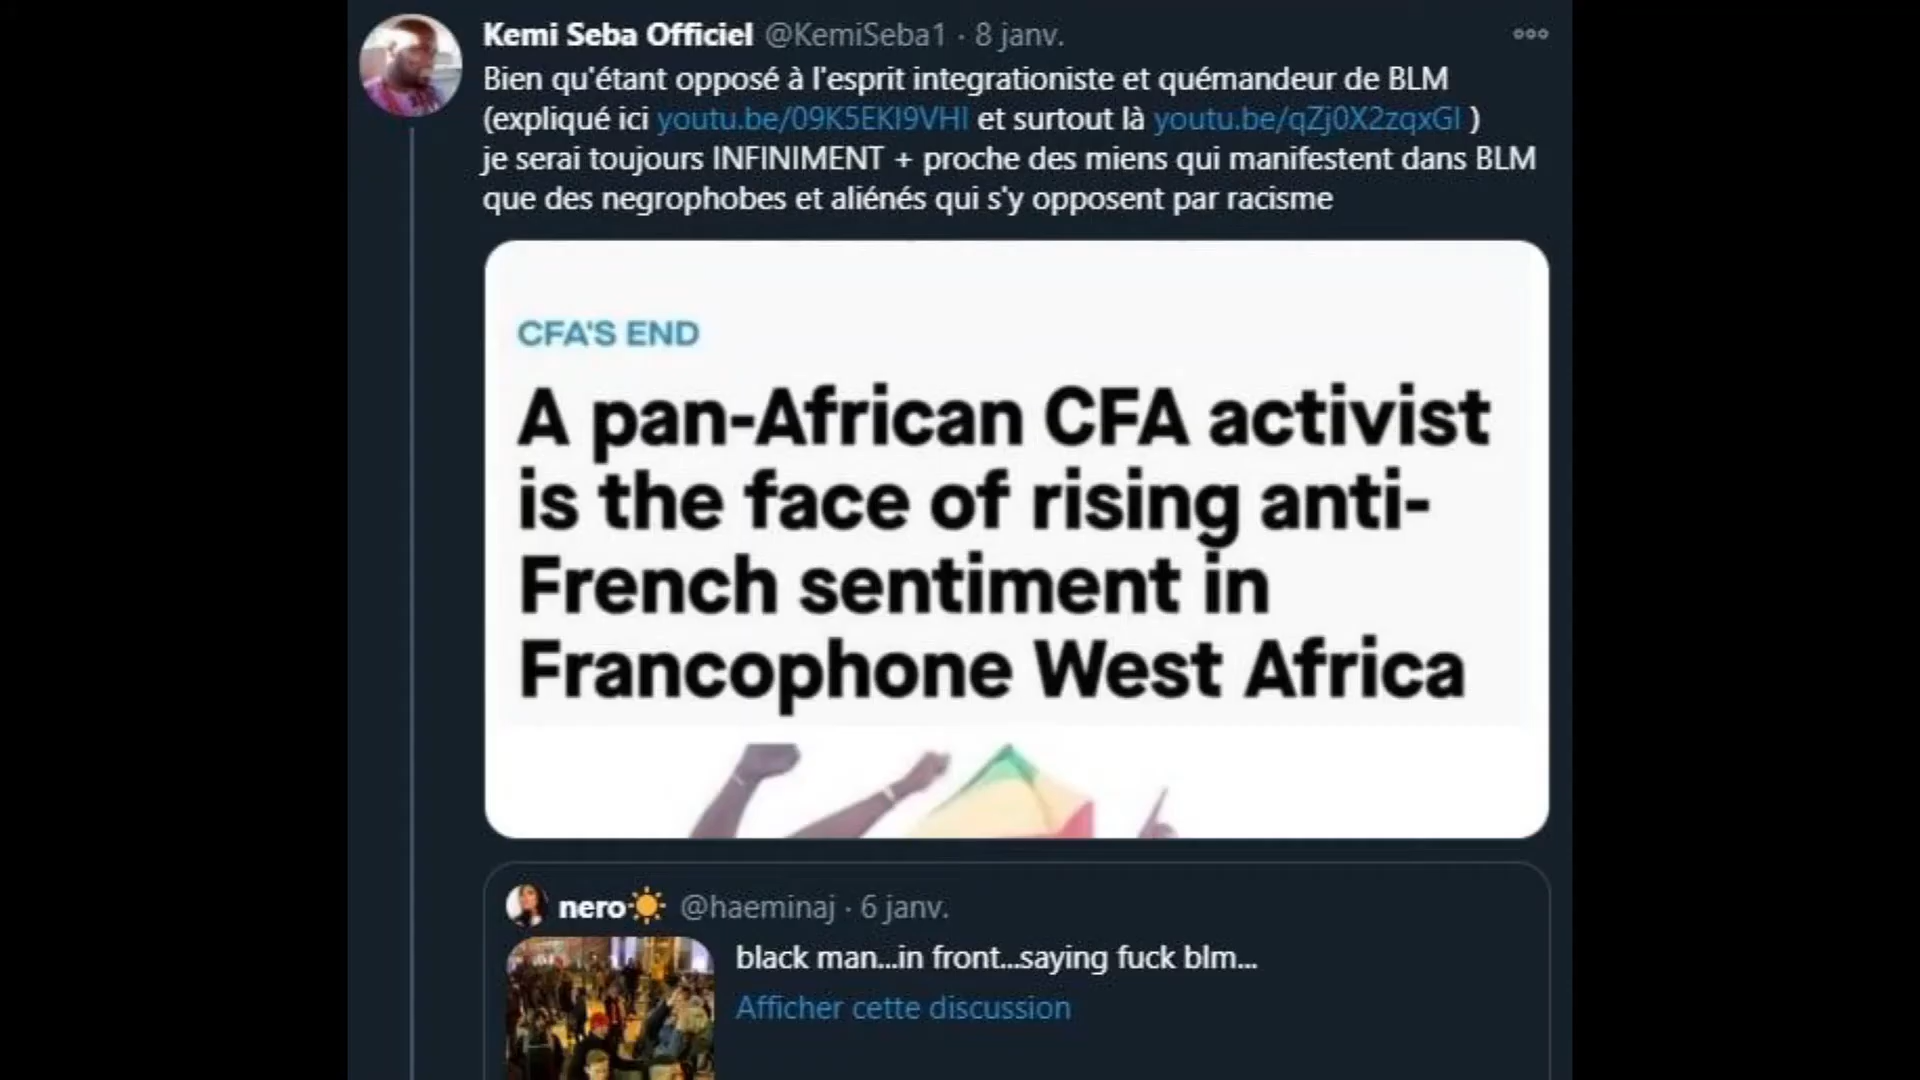 Kemi Seba Officiel @KemiSeba1 · 8 janv.
Bien qu'étant opposé à l'esprit integrationiste et quémandeur de BLM
(expliqué ici youtu.be/09K5EKI9VHI et surtout là youtu.be/qZj0X2zqxGI )
je serai toujours INFINIMENT + proche des miens qui manifestent dans BLM
que des negrophobes et aliénés qui s'y opposent par racisme
CFA'S END
A pan-African CFA activist
is the face of rising anti-
French sentiment in
Francophone West Africa
nero @haeminaj · 6 janv.
black man...in front...saying fuck blm...
Afficher cette discussion